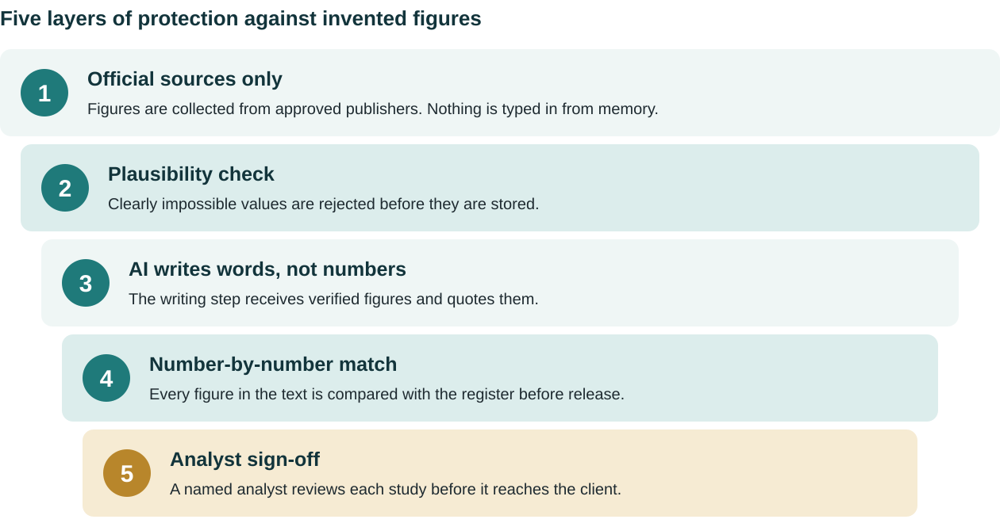 Five layers of protection against invented figures
1
Official sources only
Figures are collected from approved publishers. Nothing is typed in from memory.
2
Plausibility check
Clearly impossible values are rejected before they are stored.
3
AI writes words, not numbers
The writing step receives verified figures and quotes them.
4
Number-by-number match
Every figure in the text is compared with the register before release.
5
Analyst sign-off
A named analyst reviews each study before it reaches the client.